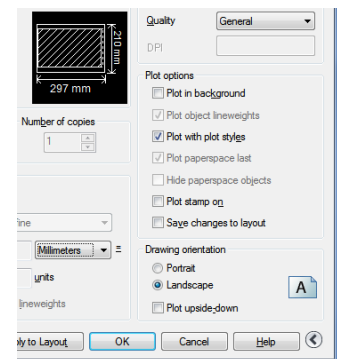 Quality
General
DPI
210 mm
297 mm
Plot options
Plot in background
Number of copies
Plot object lineweights
1
Plot with plot styles
Plot paperspace last
Hide paperspace objects
Plot stamp on
Save changes to layout
Millimeters
=
Drawing orientation
units
Portrait
Landscape
A
lineweights
Plot upside-down
to Layout
OK
Cancel
Help